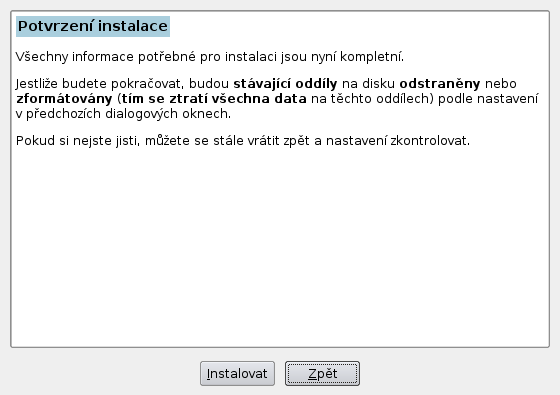 Potvrzení instalace
Všechny informace potřebné pro instalaci jsou nyní kompletní.
Jestliže budete pokračovat, budou stávající oddíly na disku odstraněny nebo
zformátovány (tím se ztratí všechna data na těchto oddílech) podle nastavení
v předchozích dialogových oknech.
Pokud si nejste jisti, můžete se stále vrátit zpět a nastavení zkontrolovat.
Instalovat
Zpět